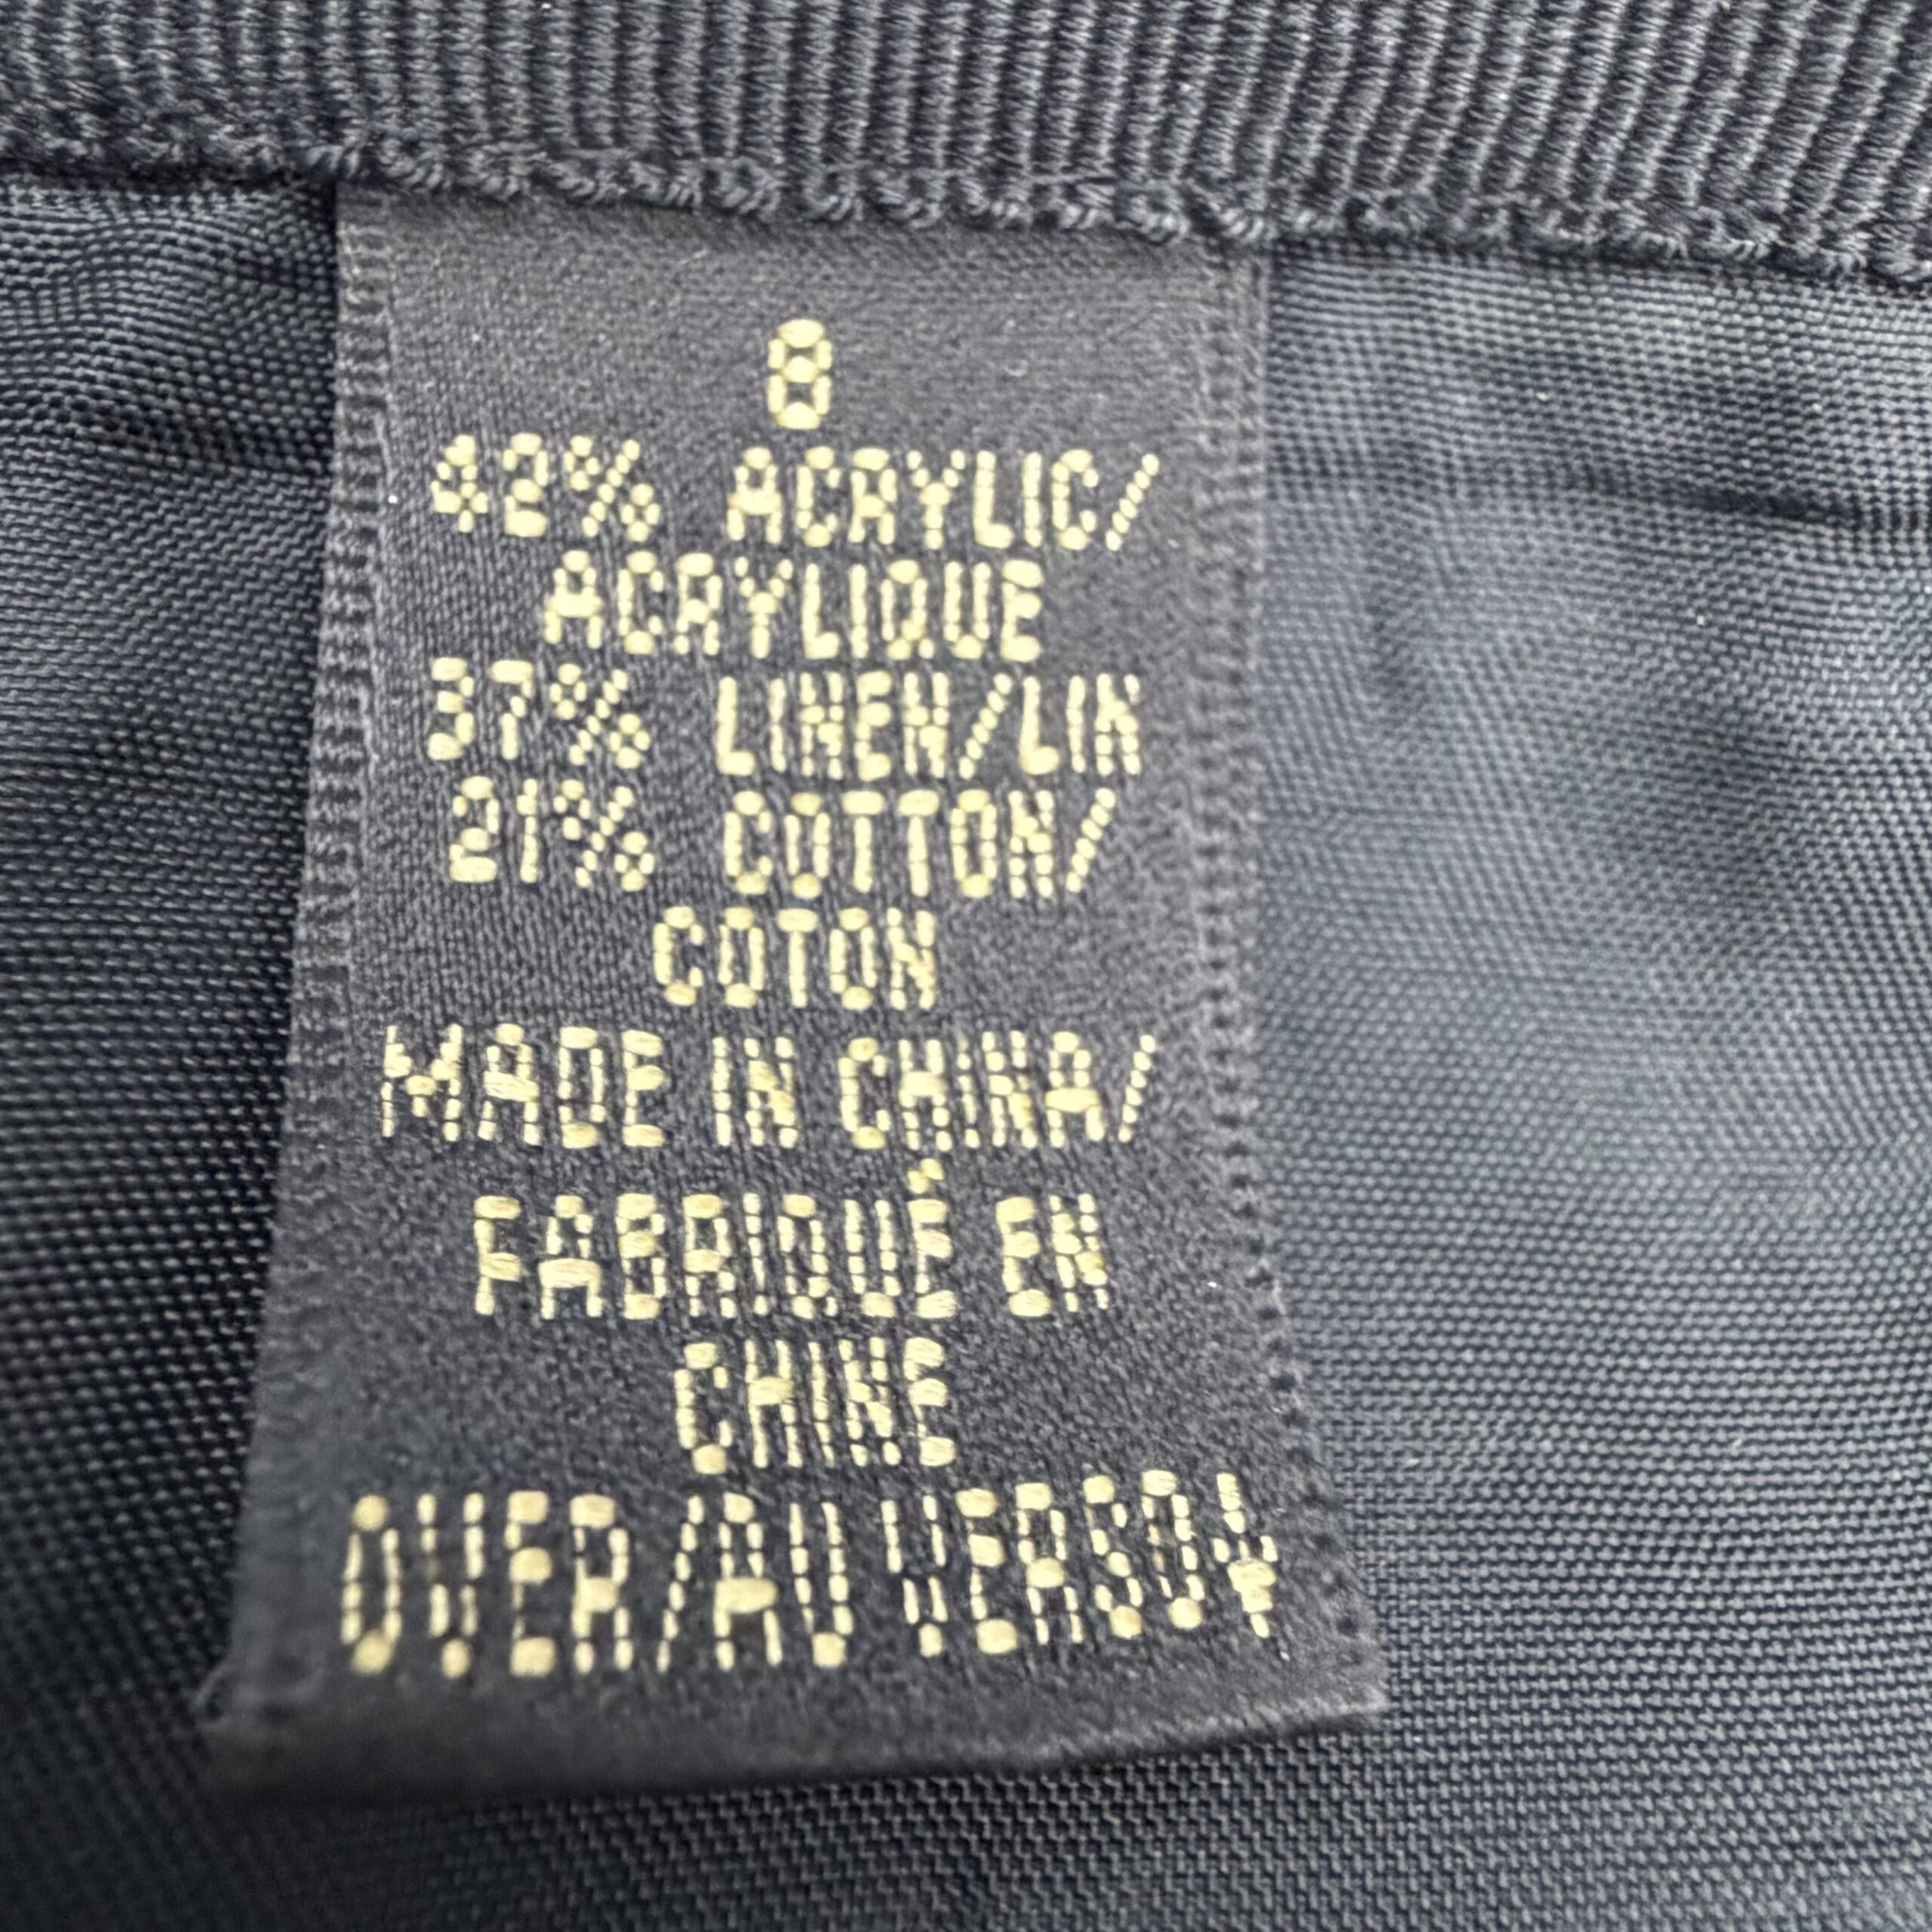 8
42% ACRYLIC/
ACRYLIQUE
37% LINEN/LIN
21% COTTON/
COTON
MADE IN CHINA/
FABRIQUÉ EN
CHINE
OVER/AU VERSO↓